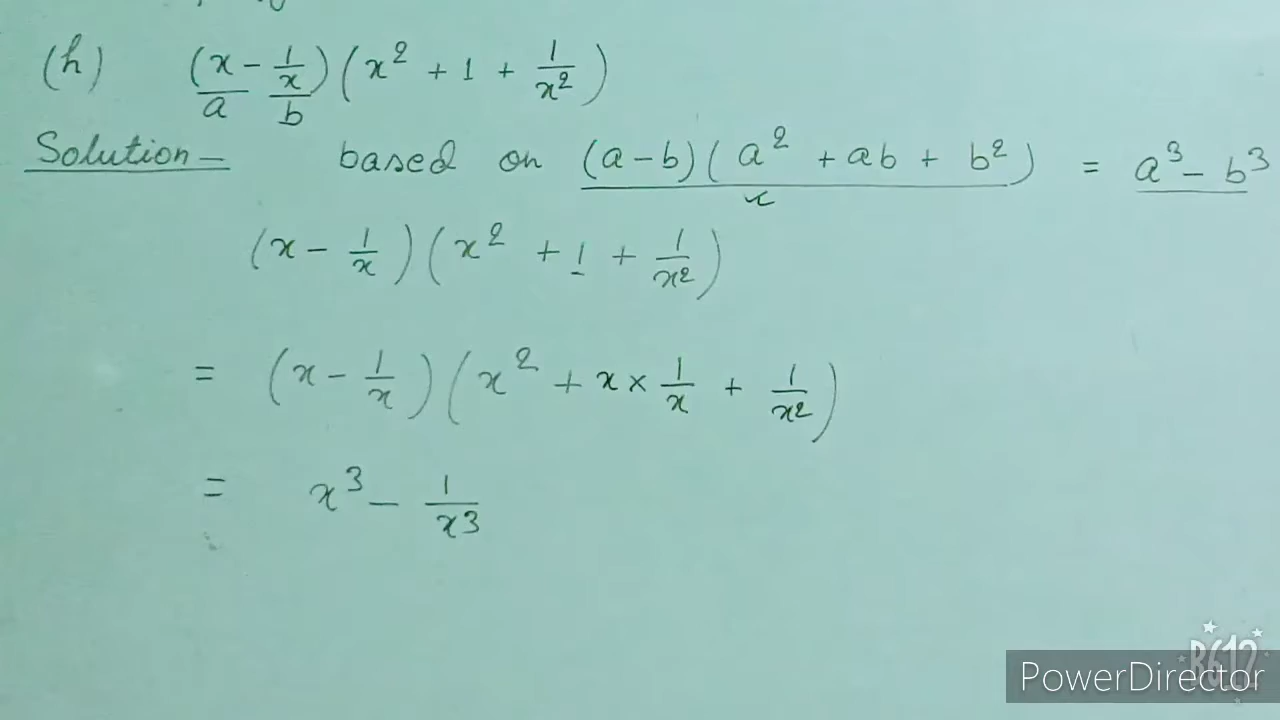 (h) (x - 1/x)(x² + 1 + 1/x²)
a b
Solution- based on (a-b)(a² + ab + b²) = a³ - b³
x
(x - 1/x)(x² + 1 + 1/x²)
= (x - 1/x)(x² + x × 1/x + 1/x²)
= x³ - 1/x³
B612
PowerDirector